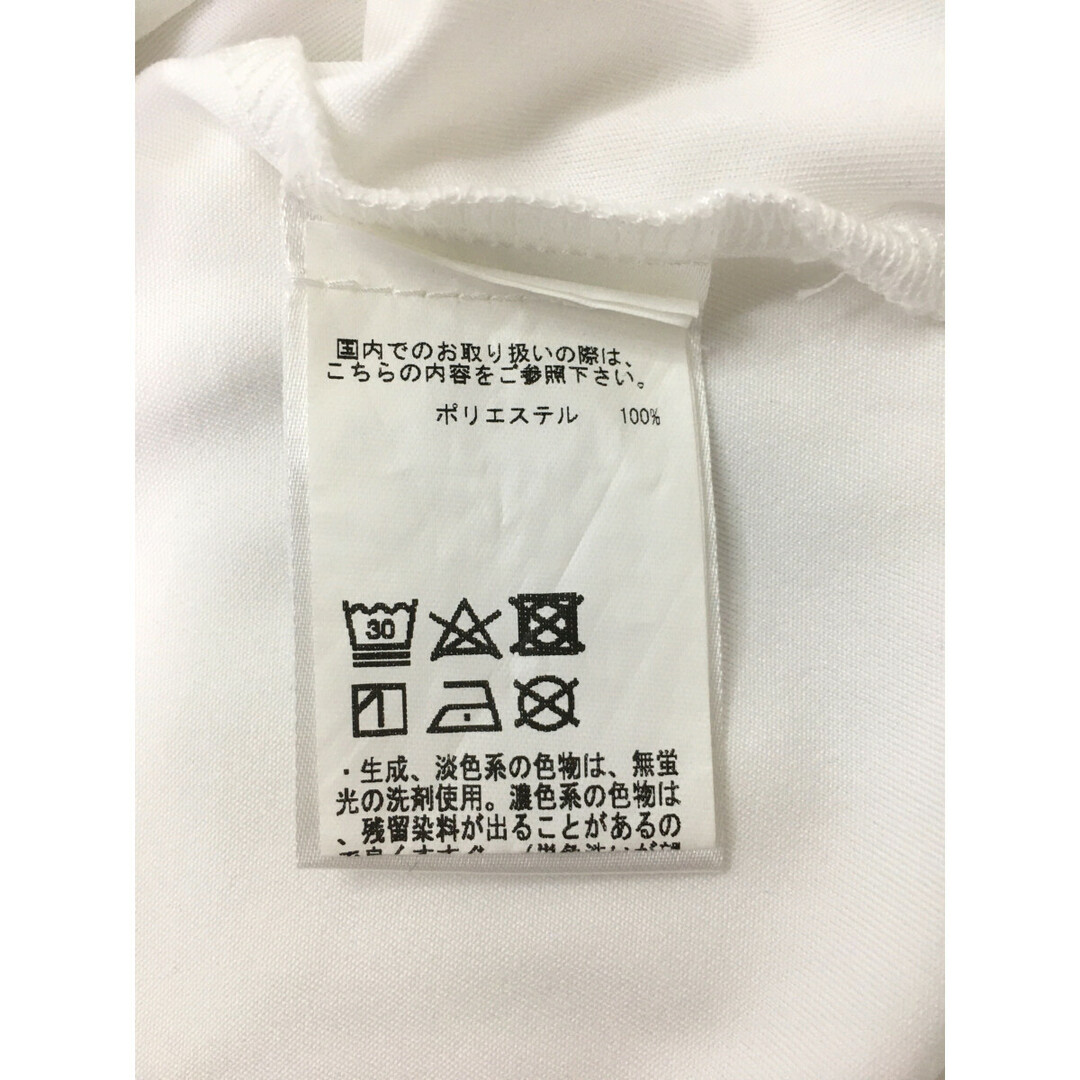 国内でのお取り扱いの際は、
こちらの内容をご参照下さい。
ポリエステル 100%
30
・生成、淡色系の色物は、無蛍
光の洗剤使用。濃色系の色物は
、残留染料が出ることがあるの